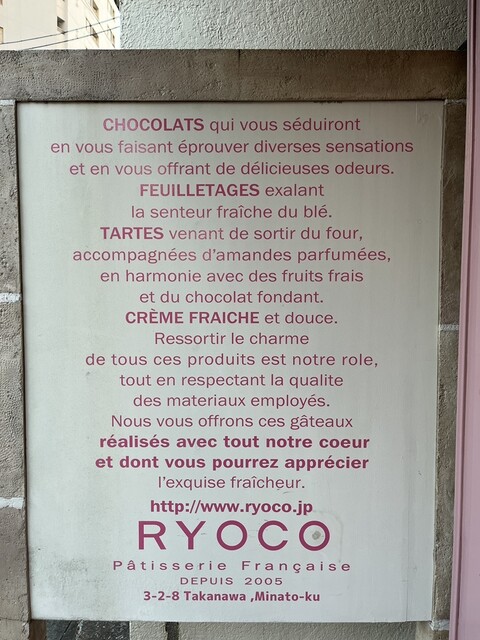 CHOCOLATS qui vous séduiront
en vous faisant éprouver diverses sensations
et en vous offrant de délicieuses odeurs.
FEUILLETAGES exalant
la senteur fraîche du blé.
TARTES venant de sortir du four,
accompagnées d'amandes parfumées,
en harmonie avec des fruits frais
et du chocolat fondant.
CRÈME FRAICHE et douce.
Ressortir le charme
de tous ces produits est notre role,
tout en respectant la qualite
des materiaux employés.
Nous vous offrons ces gâteaux
réalisés avec tout notre coeur
et dont vous pourrez apprécier
l'exquise fraîcheur.
http://www.ryoco.jp
RYOCO
Pâtisserie Française
DEPUIS 2005
3-2-8 Takanawa ,Minato-ku